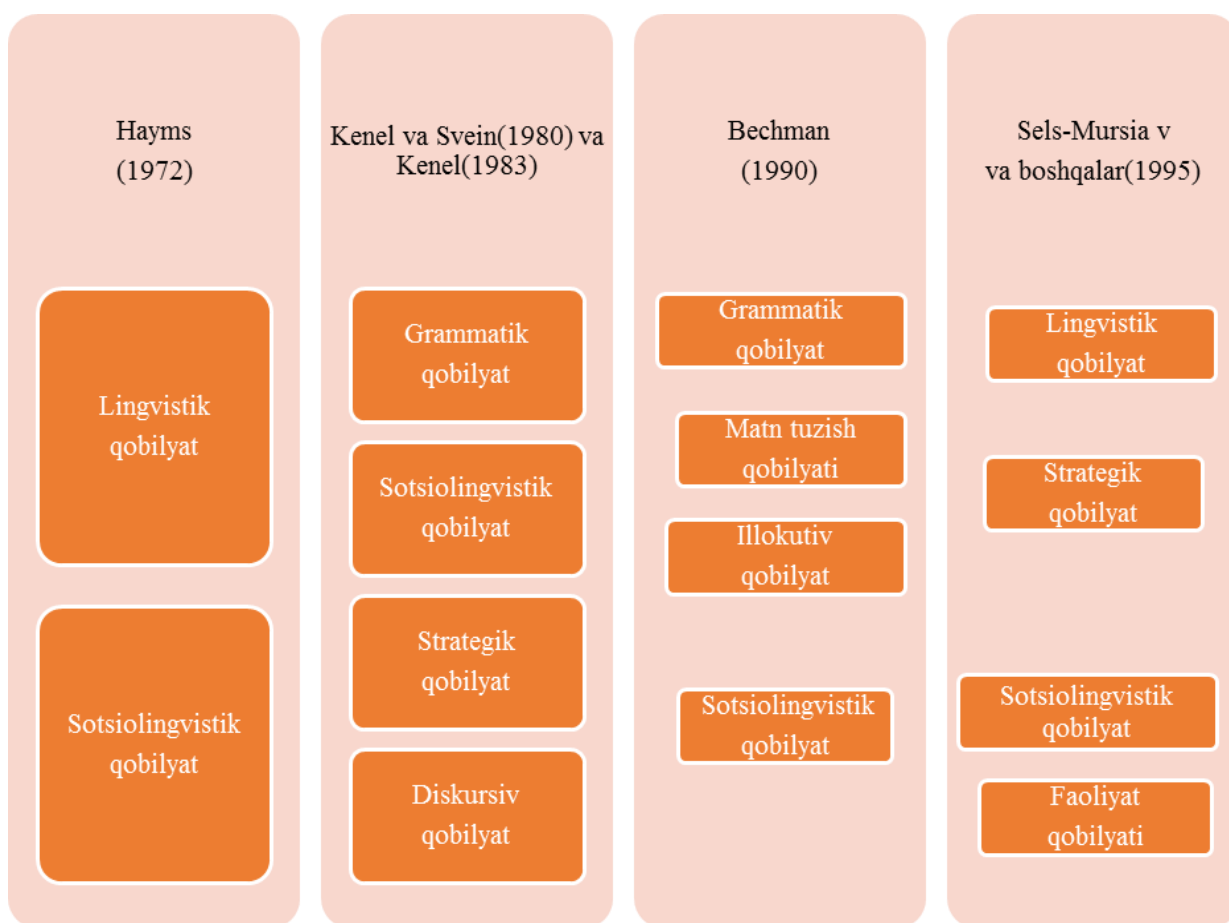 Hayms
(1972)
Lingvistik
qobilyat
Sotsiolingvistik
qobilyat
Kenel va Svein(1980) va
Kenel(1983)
Grammatik
qobilyat
Sotsiolingvistik
qobilyat
Strategik
qobilyat
Diskursiv
qobilyat
Bechman
(1990)
Grammatik
qobilyat
Matn tuzish
qobilyati
Illokutiv
qobilyat
Sotsiolingvistik
qobilyat
Sels-Mursia v
va boshqalar(1995)
Lingvistik
qobilyat
Strategik
qobilyat
Sotsiolingvistik
qobilyat
Faoliyat
qobilyati